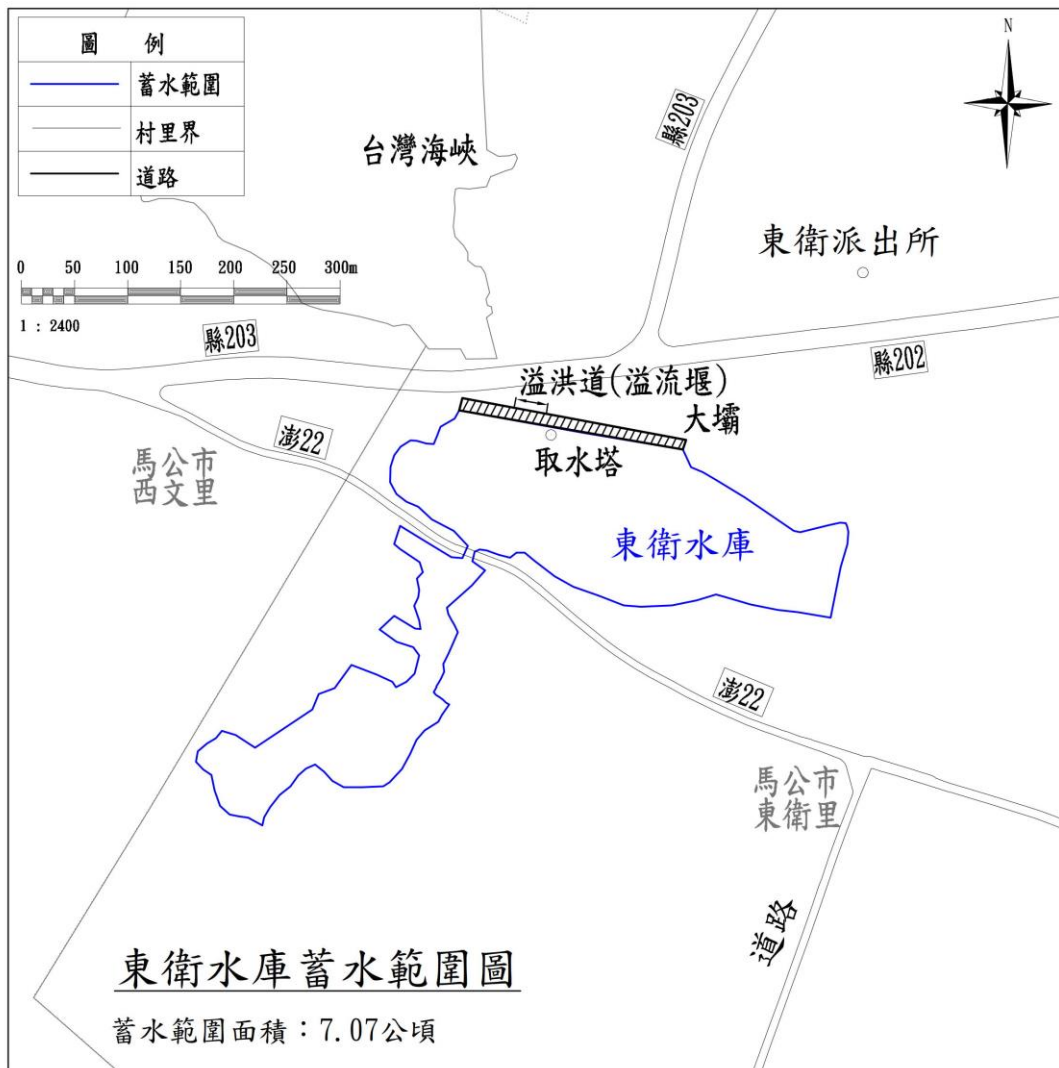 圖 例
蓄水範圍
村里界
道路
N
縣203
台灣海峽
東衛派出所
0 50 100 150 200 250 300m
1 : 2400
縣203
縣202
溢洪道(溢流堰)
大壩
取水塔
澎22
馬公市
西文里
東衛水庫
澎22
馬公市
東衛里
道路
東衛水庫蓄水範圍圖
蓄水範圍面積：7.07公頃